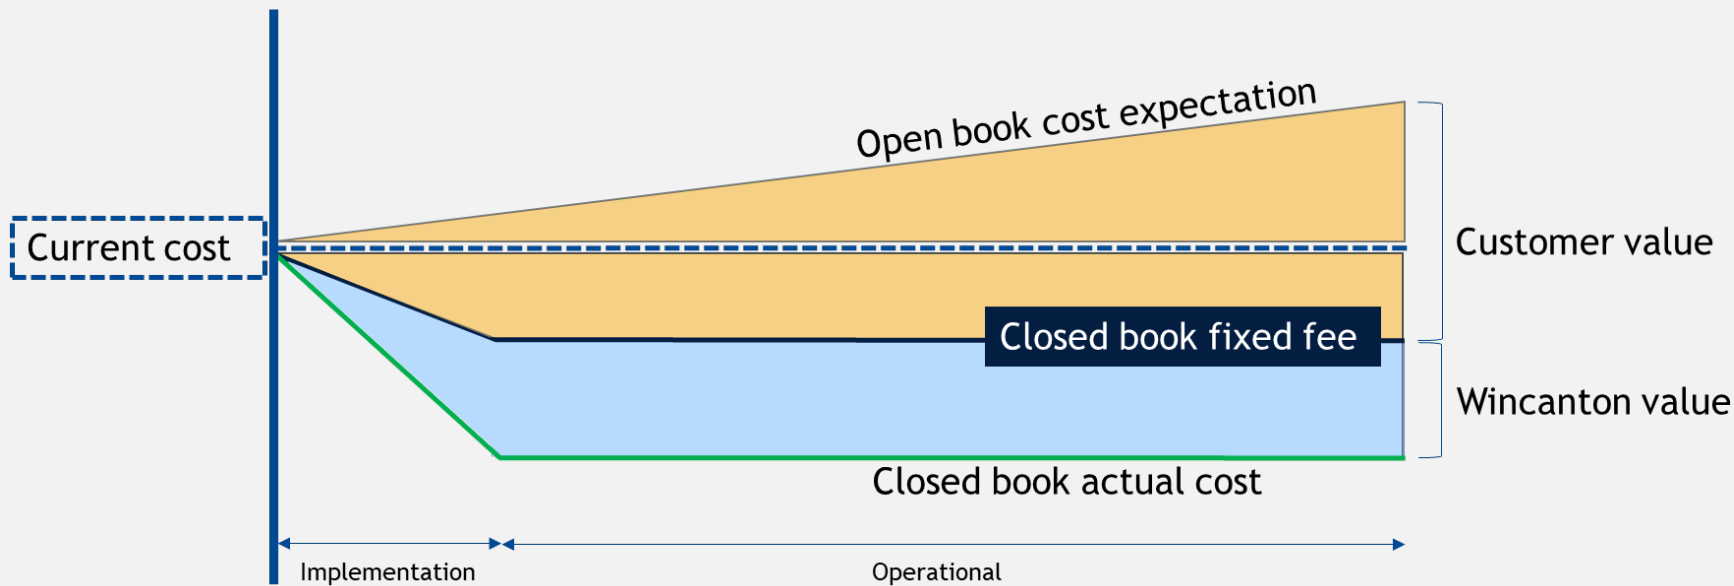 Open book cost expectation
Current cost
Customer value
Closed book fixed fee
Wincanton value
Closed book actual cost
Implementation
Operational